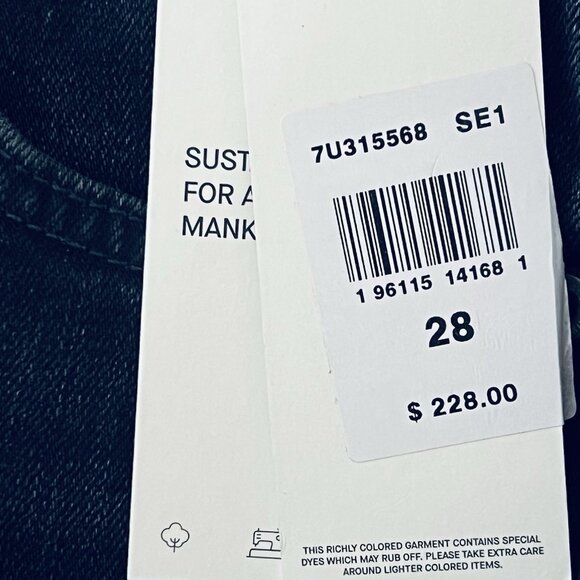 SUST
FOR A
MANK
7U315568 SE1
1 96115 14168 1
28
$ 228.00
THIS RICHLY COLORED GARMENT CONTAINS SPECIAL
DYES WHICH MAY RUB OFF. PLEASE TAKE EXTRA CARE
AROUND LIGHTER COLORED ITEMS.